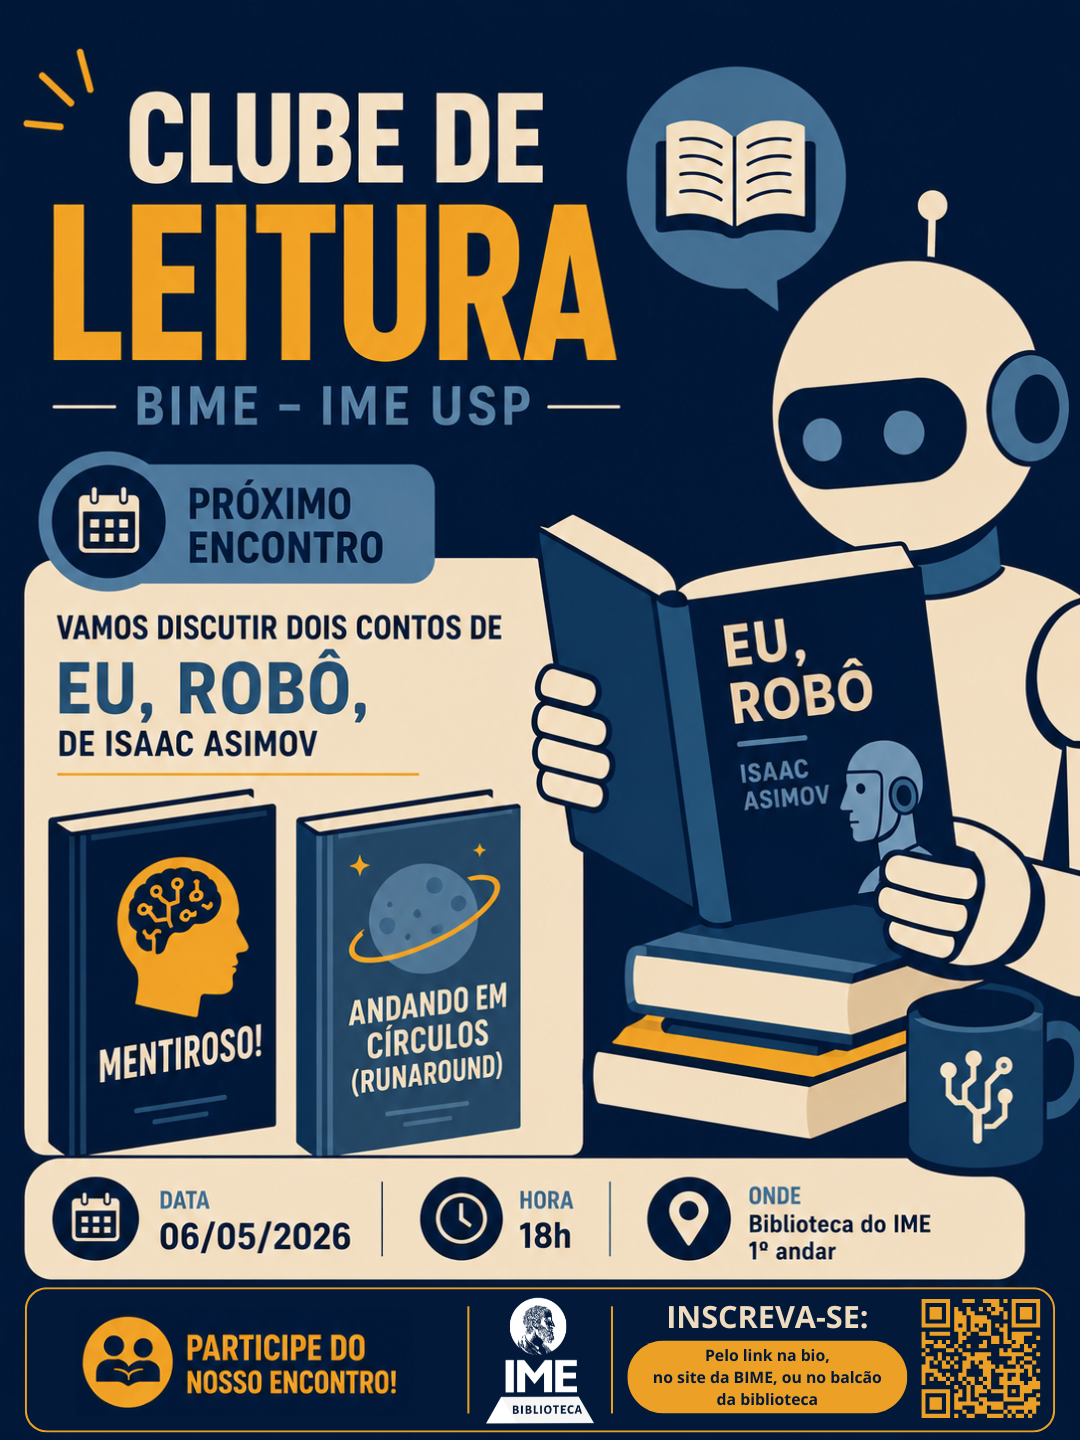 CLUBE DE
LEITURA
BIME - IME USP
PRÓXIMO
ENCONTRO
VAMOS DISCUTIR DOIS CONTOS DE
EU, ROBÔ,
DE ISAAC ASIMOV
MENTIROSO!
ANDANDO EM
CÍRCULOS
(RUNAROUND)
EU,
ROBÔ
ISAAC
ASIMOV
DATA
06/05/2026
HORA
18h
ONDE
Biblioteca do IME
1º andar
PARTICIPE DO
NOSSO ENCONTRO!
IME
BIBLIOTECA
INSCREVA-SE:
Pelo link na bio,
no site da BIME, ou no balcão
da biblioteca